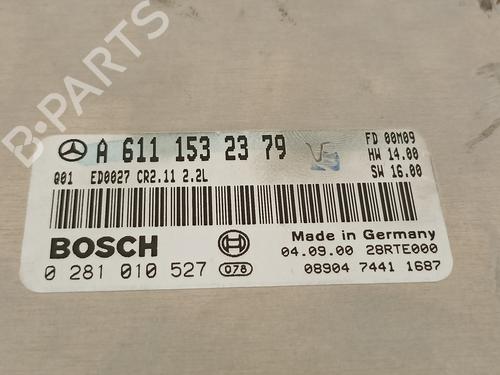 B-PARTS
A 611 153 23 79
FD 00M09
HW 14.00
SW 16.00
Q01 ED0027 CR2.11 2.2L
BOSCH
Made in Germany
04.09.00 28RTE000
0 281 010 527 078
08904 7441 1687